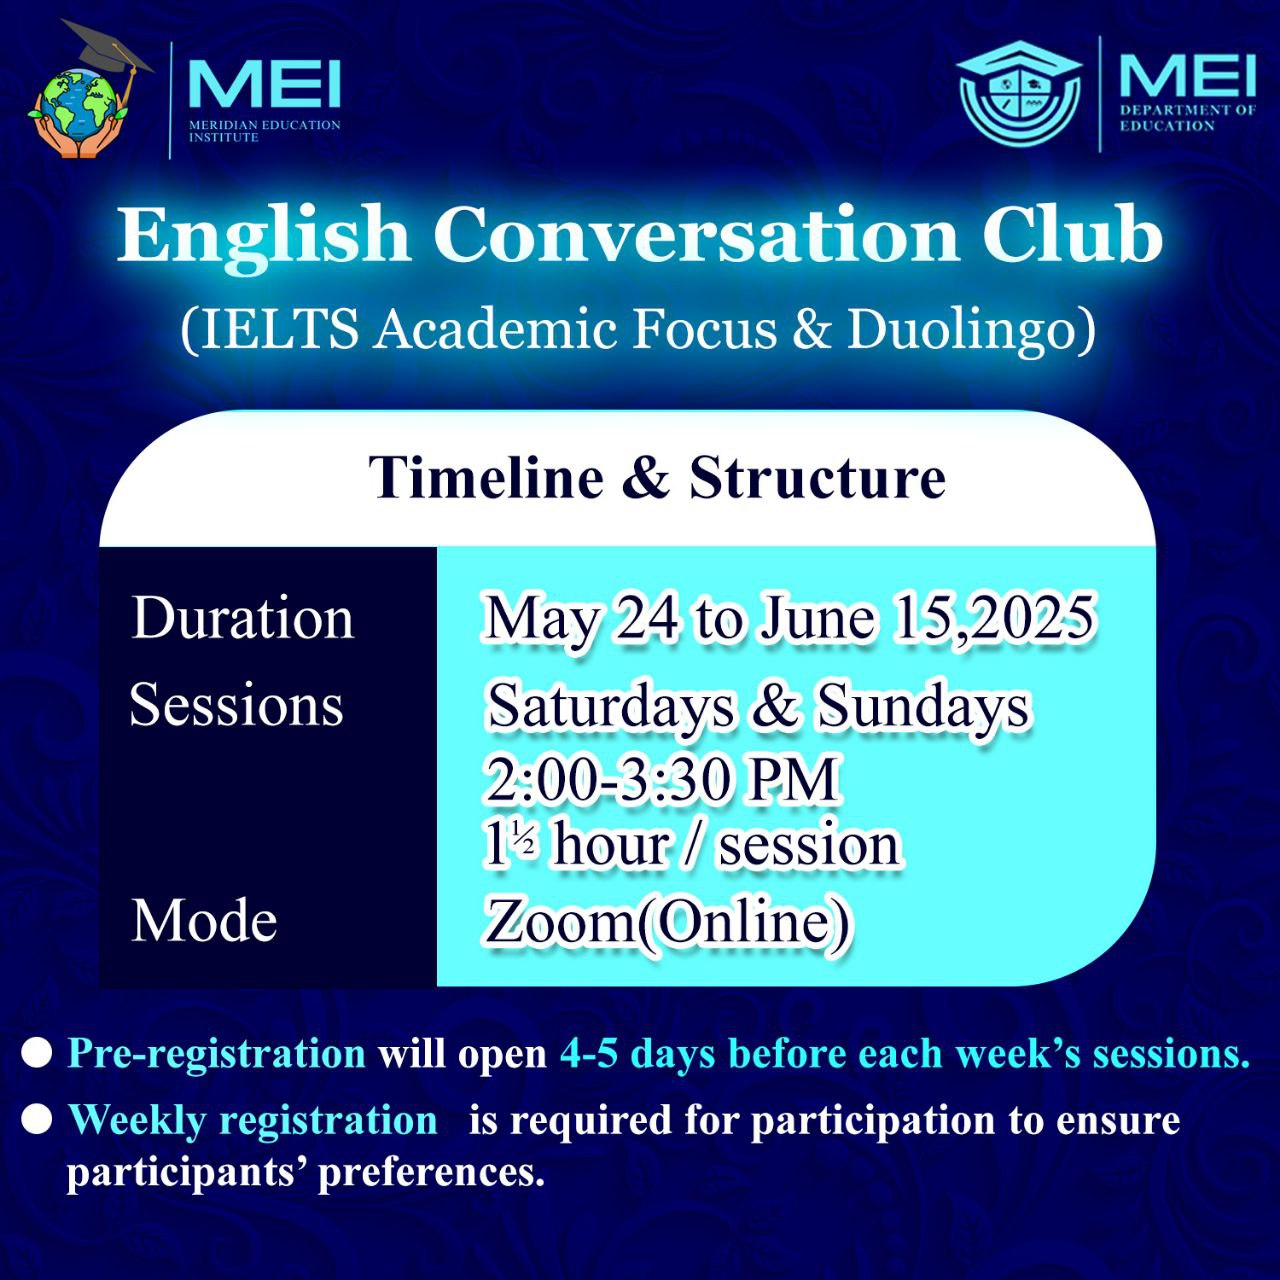 MEI
MERIDIAN EDUCATION
INSTITUTE
MEI
DEPARTMENT OF
EDUCATION
English Conversation Club
(IELTS Academic Focus & Duolingo)
Timeline & Structure
Duration May 24 to June 15,2025
Sessions Saturdays & Sundays
2:00-3:30 PM
1½ hour / session
Mode Zoom(Online)
● Pre-registration will open 4-5 days before each week's sessions.
● Weekly registration is required for participation to ensure
participants' preferences.